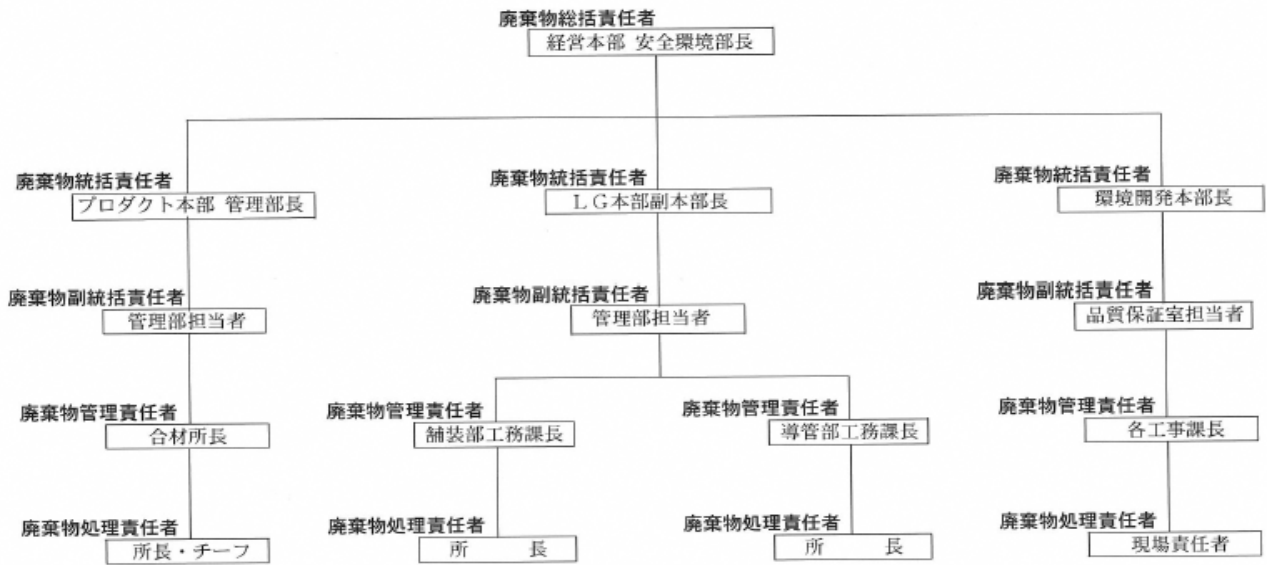 廃棄物総括責任者
経営本部 安全環境部長
廃棄物統括責任者
プロダクト本部 管理部長
廃棄物統括責任者
LG本部副本部長
廃棄物統括責任者
環境開発本部長
廃棄物副統括責任者
管理部担当者
廃棄物副統括責任者
管理部担当者
廃棄物副統括責任者
品質保証室担当者
廃棄物管理責任者
合材所長
廃棄物管理責任者
舗装部工務課長
廃棄物管理責任者
導管部工務課長
廃棄物管理責任者
各工事課長
廃棄物処理責任者
所長・チーフ
廃棄物処理責任者
所　　長
廃棄物処理責任者
所　　長
廃棄物処理責任者
現場責任者